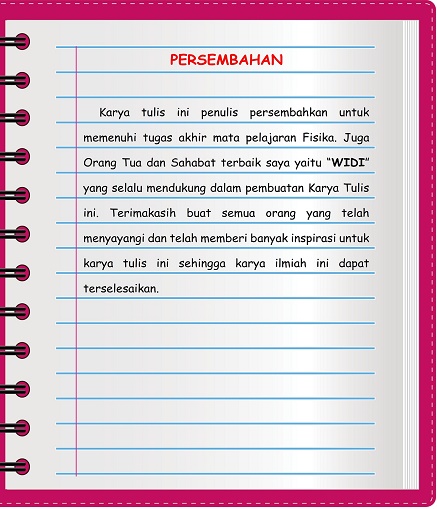 PERSEMBAHAN
Karya tulis ini penulis persembahkan untuk
memenuhi tugas akhir mata pelajaran Fisika. Juga
Orang Tua dan Sahabat terbaik saya yaitu “WIDI”
yang selalu mendukung dalam pembuatan Karya Tulis
ini. Terimakasih buat semua orang yang telah
menyayangi dan telah memberi banyak inspirasi untuk
karya tulis ini sehingga karya ilmiah ini dapat
terselesaikan.